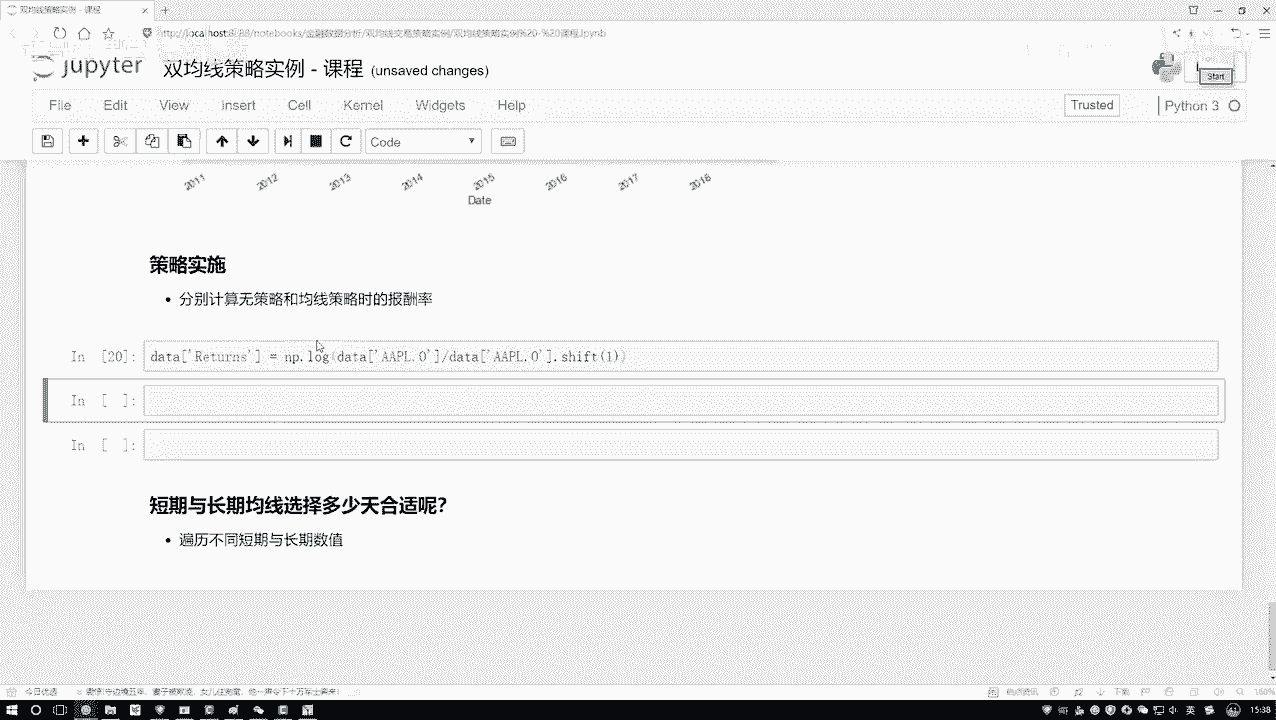 双均线策略实例 - 课程
localhost:8888/notebooks/金融数据分析/双均线交易策略实例/双均线策略实例%20-%20课程.ipynb
jupyter 双均线策略实例 - 课程 (unsaved changes)
Start
File Edit View Insert Cell Kernel Widgets Help
Trusted Python 3
Code
2011 2012 2013 2014 2015 2016 2017 2018
Date
策略实施
分别计算无策略和均线策略时的报酬率
In [20]: data['Returns'] = np.log(data['AAPL.O']/data['AAPL.O'].shift(1))
In [ ]:
In [ ]:
短期与长期均线选择多少天合适呢?
遍历不同短期与长期数值
今日优选
下载
160%
英
15:38